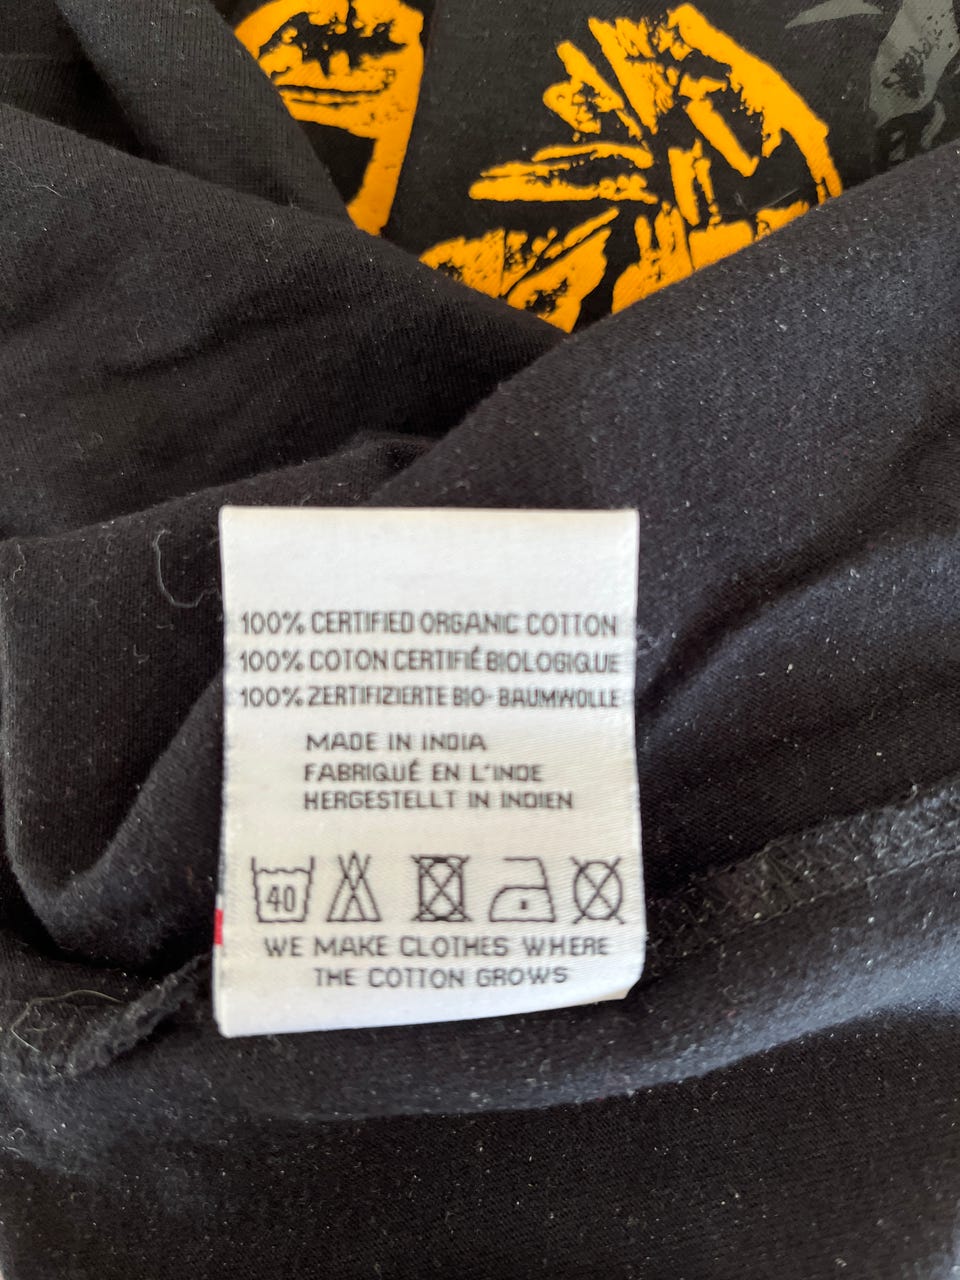 100% CERTIFIED ORGANIC COTTON
100% COTON CERTIFIÉ BIOLOGIQUE
100% ZERTIFIZIERTE BIO-BAUMWOLLE
MADE IN INDIA
FABRIQUÉ EN L'INDE
HERGESTELLT IN INDIEN
40
WE MAKE CLOTHES WHERE
THE COTTON GROWS